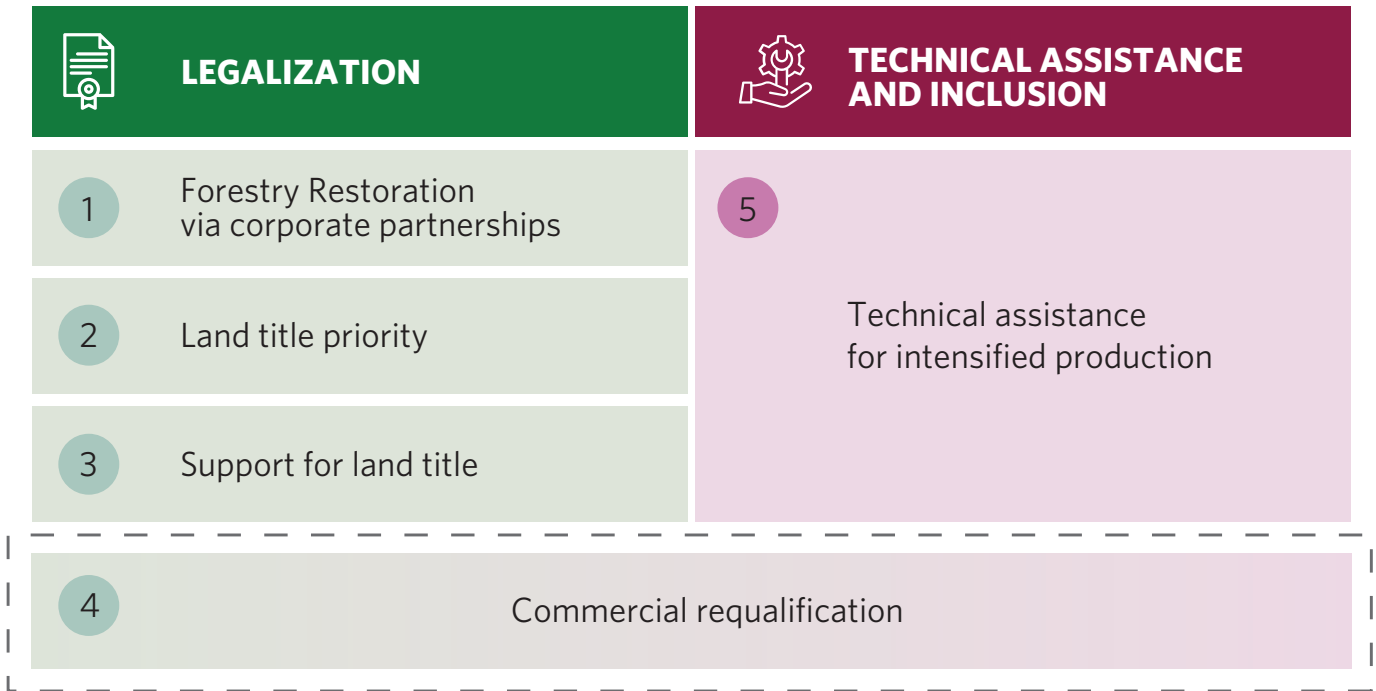 LEGALIZATION
TECHNICAL ASSISTANCE
AND INCLUSION
1
Forestry Restoration
via corporate partnerships
2
Land title priority
3
Support for land title
5
Technical assistance
for intensified production
4
Commercial requalification